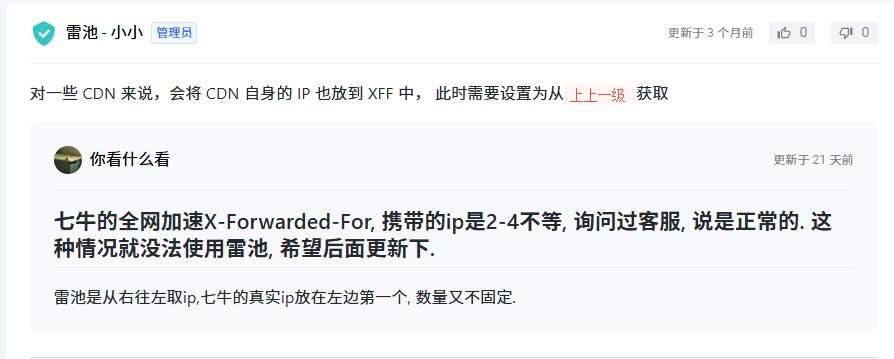 雷池 - 小小 管理员 更新于 3 个月前 0 0
对一些 CDN 来说，会将 CDN 自身的 IP 也放到 XFF 中， 此时需要设置为从 上上一级 获取
你看什么看 更新于 21 天前
七牛的全网加速X-Forwarded-For, 携带的ip是2-4不等, 询问过客服, 说是正常的. 这
种情况就没法使用雷池, 希望后面更新下.
雷池是从右往左取ip,七牛的真实ip放在左边第一个, 数量又不固定.